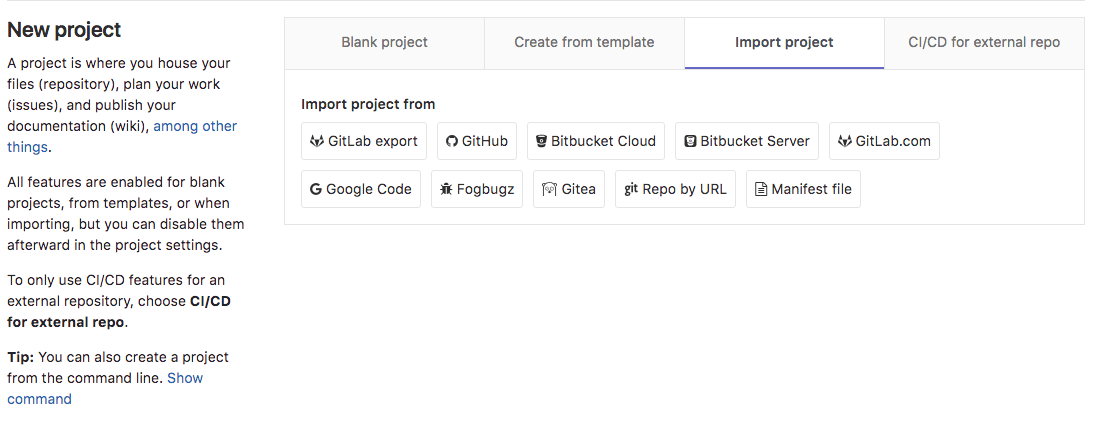 New project
A project is where you house your
files (repository), plan your work
(issues), and publish your
documentation (wiki), among other
things.
All features are enabled for blank
projects, from templates, or when
importing, but you can disable them
afterward in the project settings.
To only use CI/CD features for an
external repository, choose CI/CD
for external repo.
Tip: You can also create a project
from the command line. Show
command
Blank project
Create from template
Import project
CI/CD for external repo
Import project from
GitLab export
GitHub
Bitbucket Cloud
Bitbucket Server
GitLab.com
G Google Code
Fogbugz
Gitea
git Repo by URL
Manifest file